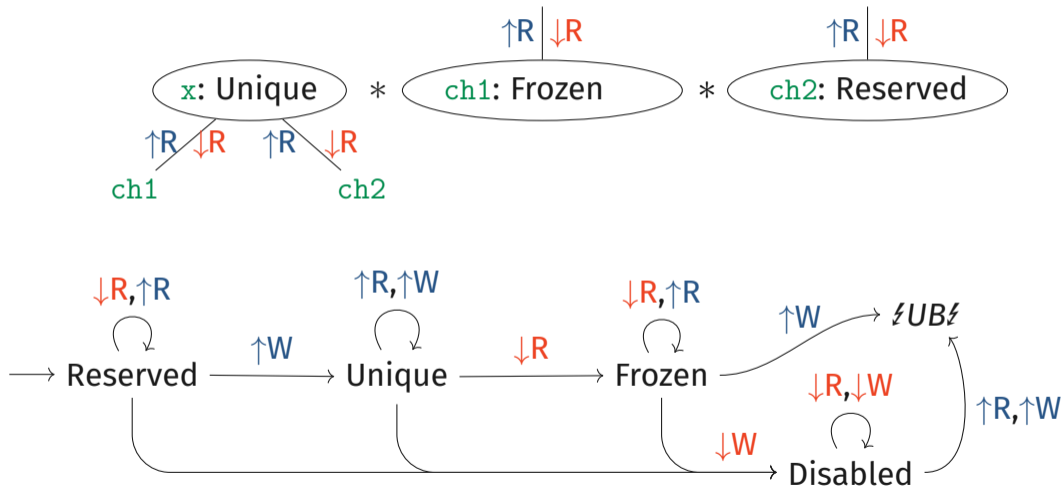 ↑R ↓R ↑R ↓R
x: Unique * ch1: Frozen * ch2: Reserved
↑R ↓R ↑R ↓R
ch1 ch2
↓R,↑R ↑R,↑W ↓R,↑R
↑W ↯UB↯
↑W ↓R
Reserved Unique Frozen
↓R,↓W
↑R,↑W
↓W
Disabled